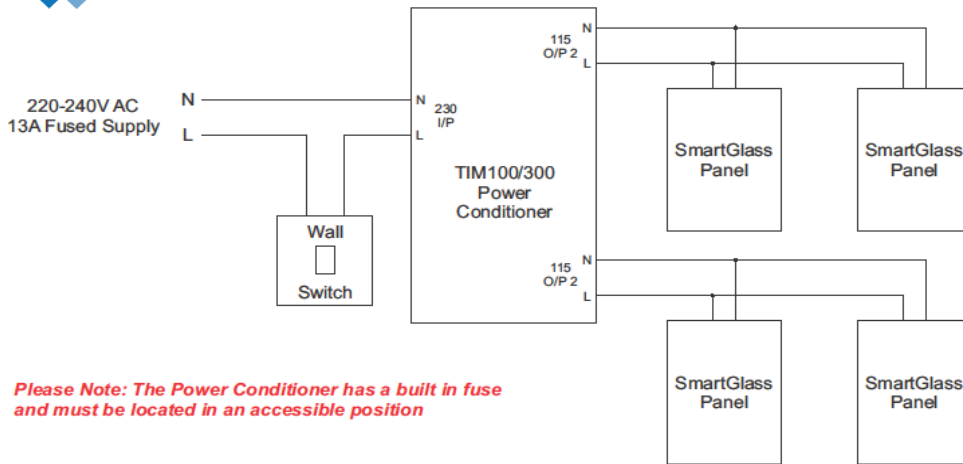 220-240V AC
13A Fused Supply
N
L
Wall
Switch
N
230
I/P
L
TIM100/300
Power
Conditioner
115
O/P 2
N
L
SmartGlass
Panel
SmartGlass
Panel
115
O/P 2
N
L
SmartGlass
Panel
SmartGlass
Panel
Please Note: The Power Conditioner has a built in fuse
and must be located in an accessible position